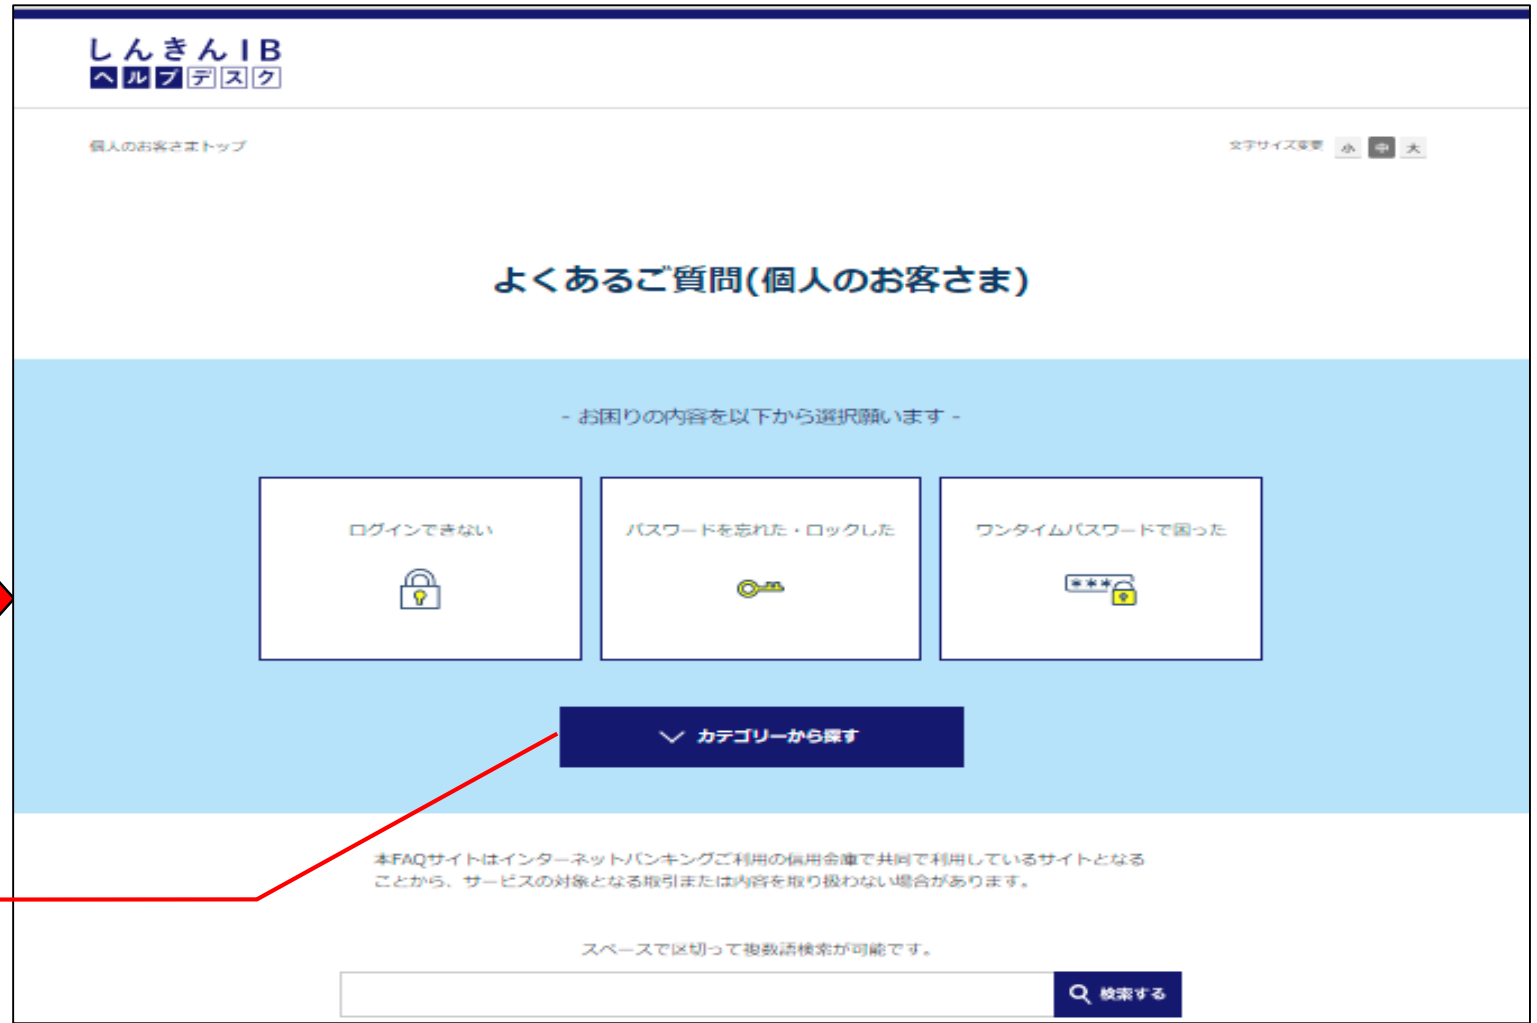 しんきんIB
ヘルプデスク
個人のお客さまトップ
文字サイズ変更 小 中 大
よくあるご質問(個人のお客さま)
- お困りの内容を以下から選択願います -
ログインできない
パスワードを忘れた・ロックした
ワンタイムパスワードで困った
***
カテゴリーから探す
本FAQサイトはインターネットバンキングご利用の信用金庫で共同で利用しているサイトとなる
ことから、サービスの対象となる取引または内容を取り扱わない場合があります。
スペースで区切って複数語検索が可能です。
検索する